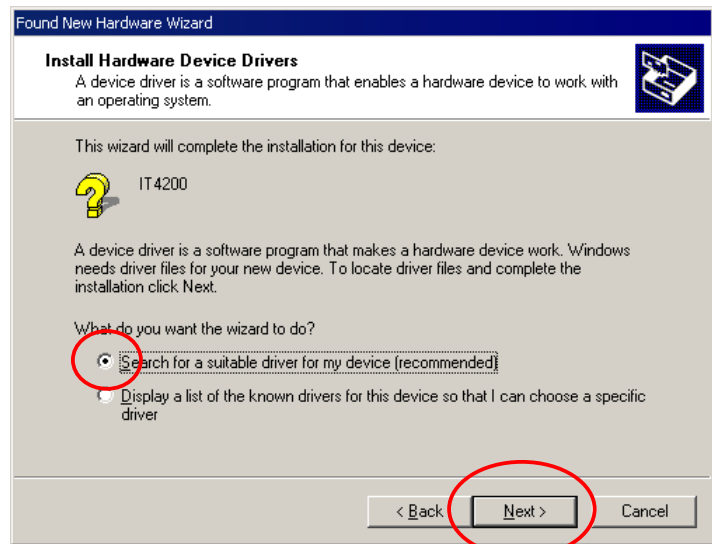 Found New Hardware Wizard
Install Hardware Device Drivers
A device driver is a software program that enables a hardware device to work with
an operating system.
This wizard will complete the installation for this device:
IT4200
A device driver is a software program that makes a hardware device work. Windows
needs driver files for your new device. To locate driver files and complete the
installation click Next.
What do you want the wizard to do?
Search for a suitable driver for my device (recommended)
Display a list of the known drivers for this device so that I can choose a specific
driver
< Back Next > Cancel